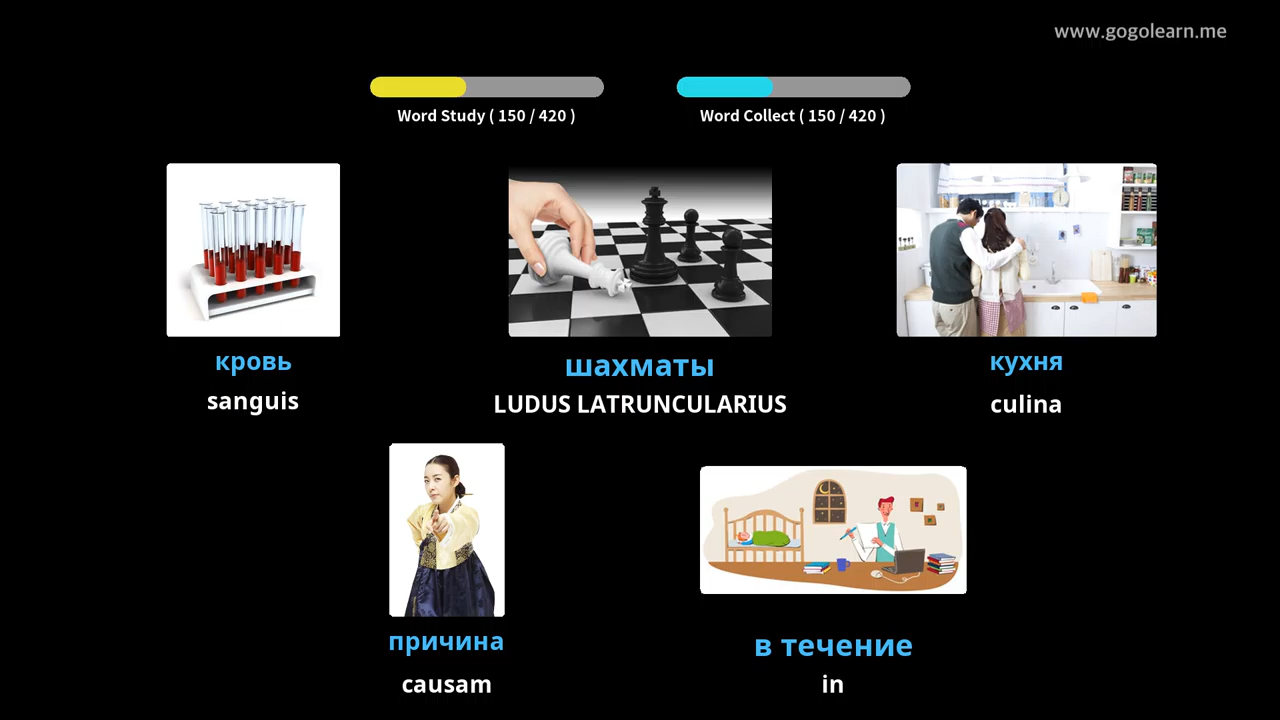 www.gogolearn.me
Word Study ( 150 / 420 )
Word Collect ( 150 / 420 )
кровь
sanguis
шахматы
LUDUS LATRUNCULARIUS
кухня
culina
причина
causam
в течение
in